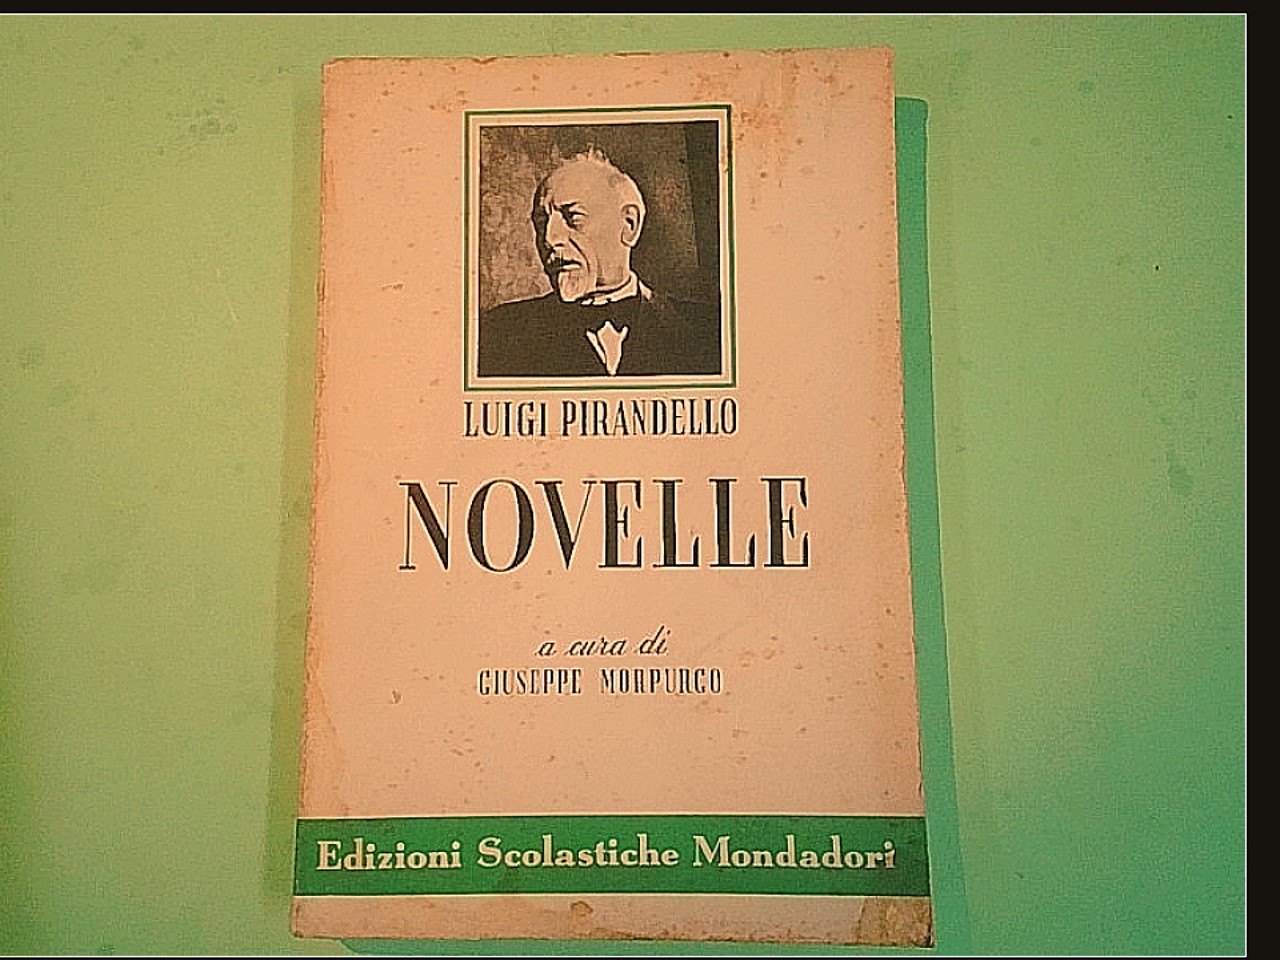 LUIGI PIRANDELLO
NOVELLE
a cura di
GIUSEPPE MORPURGO
Edizioni Scolastiche Mondadori